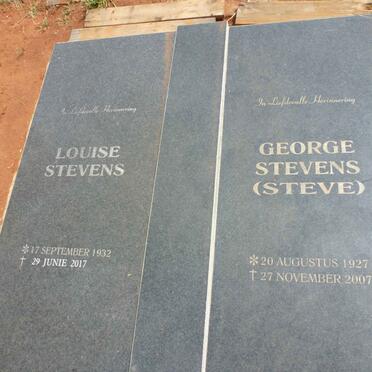 In Liefdevolle Herinnering
LOUISE
STEVENS
* 17 SEPTEMBER 1932
† 29 JUNIE 2017
In Liefdevolle Herinnering
GEORGE
STEVENS
(STEVE)
* 20 AUGUSTUS 1927
† 27 NOVEMBER 2007